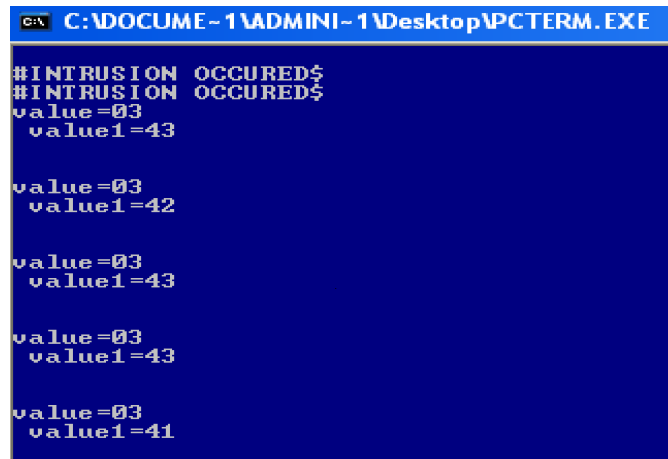 C:\DOCUME~1\ADMINI~1\Desktop\PCTERM.EXE
#INTRUSION OCCURED$
#INTRUSION OCCURED$
value=03
value1=43
value=03
value1=42
value=03
value1=43
value=03
value1=43
value=03
value1=41